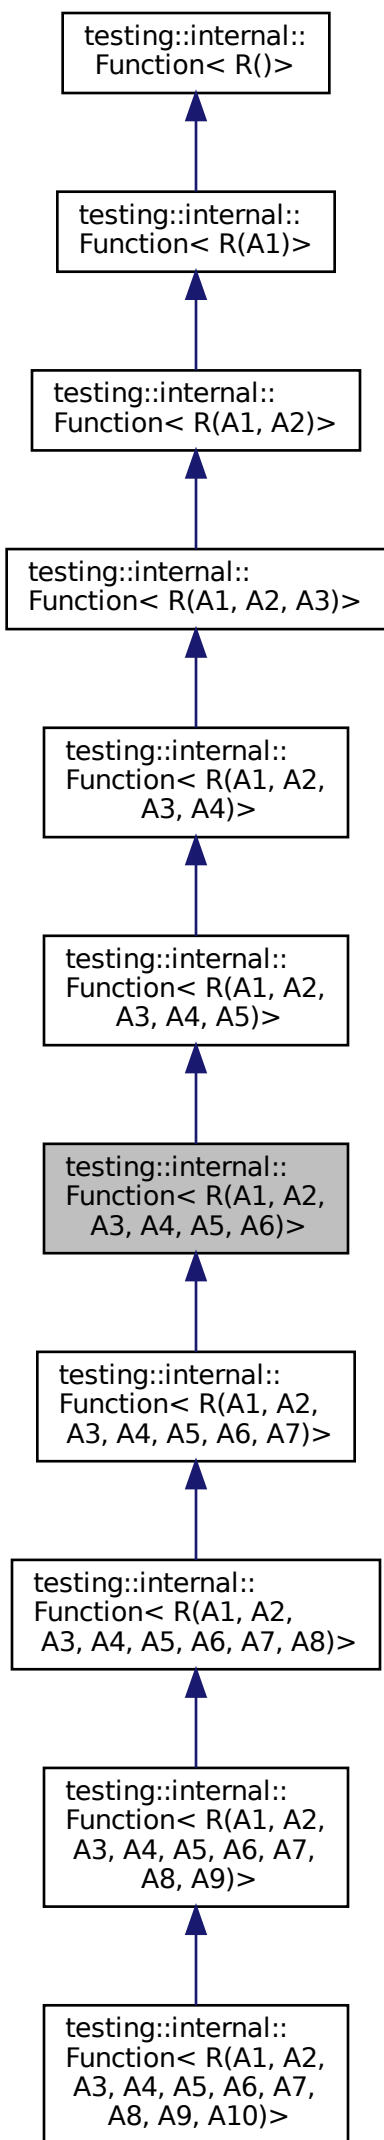 testing::internal::
Function< R()>
testing::internal::
Function< R(A1)>
testing::internal::
Function< R(A1, A2)>
testing::internal::
Function< R(A1, A2, A3)>
testing::internal::
Function< R(A1, A2,
A3, A4)>
testing::internal::
Function< R(A1, A2,
A3, A4, A5)>
testing::internal::
Function< R(A1, A2,
A3, A4, A5, A6)>
testing::internal::
Function< R(A1, A2,
A3, A4, A5, A6, A7)>
testing::internal::
Function< R(A1, A2,
A3, A4, A5, A6, A7, A8)>
testing::internal::
Function< R(A1, A2,
A3, A4, A5, A6, A7,
A8, A9)>
testing::internal::
Function< R(A1, A2,
A3, A4, A5, A6, A7,
A8, A9, A10)>